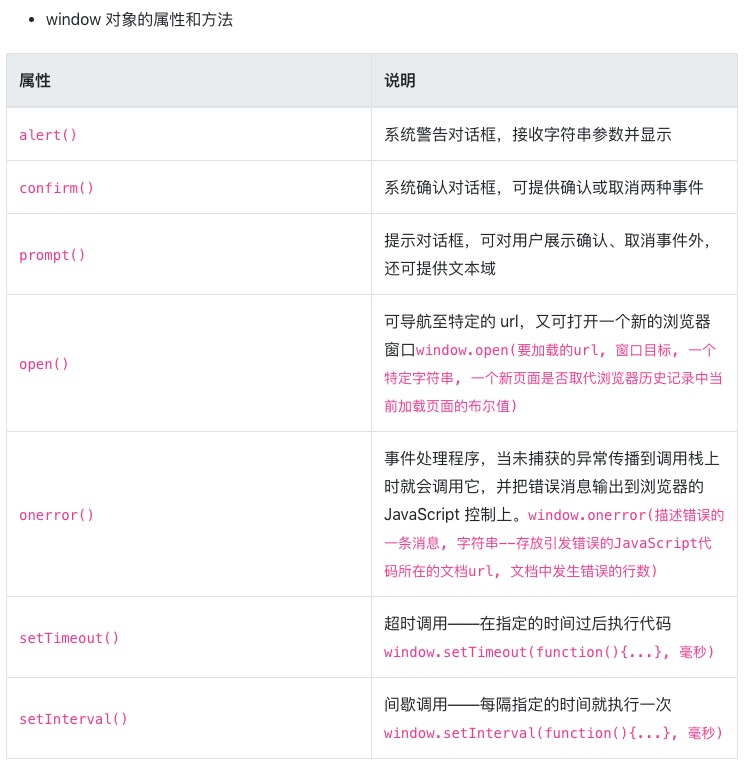 • window 对象的属性和方法
属性
说明
alert()
系统警告对话框，接收字符串参数并显示
confirm()
系统确认对话框，可提供确认或取消两种事件
prompt()
提示对话框，可对用户展示确认、取消事件外，
还可提供文本域
open()
可导航至特定的 url，又可打开一个新的浏览器
窗口window.open(要加载的url, 窗口目标, 一个
特定字符串, 一个新页面是否取代浏览器历史记录中当
前加载页面的布尔值)
onerror()
事件处理程序，当未捕获的异常传播到调用栈上
时就会调用它，并把错误消息输出到浏览器的
JavaScript 控制上。window.onerror(描述错误的
一条消息, 字符串--存放引发错误的JavaScript代
码所在的文档url, 文档中发生错误的行数)
setTimeout()
超时调用——在指定的时间过后执行代码
window.setTimeout(function(){...}, 毫秒)
setInterval()
间歇调用——每隔指定的时间就执行一次
window.setInterval(function(){...}, 毫秒)